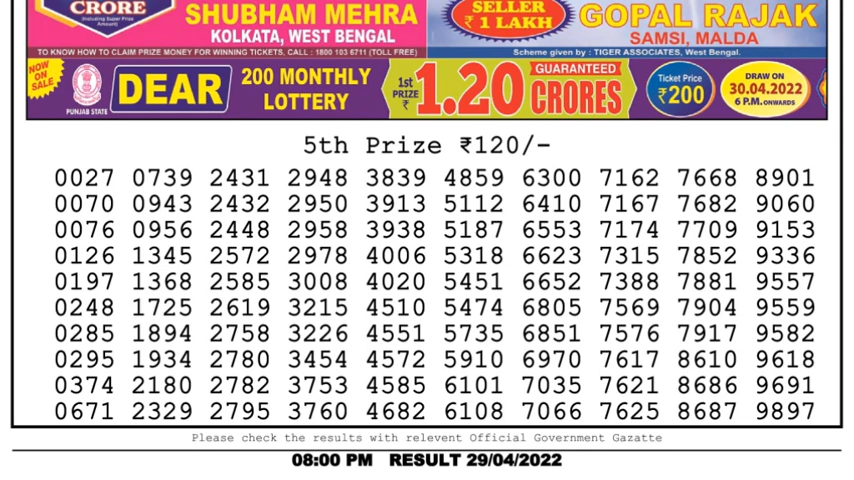 CRORE
(Including Super Prize Amount)
SHUBHAM MEHRA
KOLKATA, WEST BENGAL
TO KNOW HOW TO CLAIM PRIZE MONEY FOR WINNING TICKETS, CALL : 1800 103 6711 (TOLL FREE)
SELLER
₹ 1 LAKH
GOPAL RAJAK
SAMSI, MALDA
Scheme given by : TIGER ASSOCIATES, West Bengal.
NOW ON SALE
PUNJAB STATE
DEAR
200 MONTHLY
LOTTERY
1st PRIZE ₹
1.20
GUARANTEED
CRORES
Ticket Price
₹200
DRAW ON
30.04.2022
6 P.M. ONWARDS
5th Prize ₹120/-
0027 0739 2431 2948 3839 4859 6300 7162 7668 8901
0070 0943 2432 2950 3913 5112 6410 7167 7682 9060
0076 0956 2448 2958 3938 5187 6553 7174 7709 9153
0126 1345 2572 2978 4006 5318 6623 7315 7852 9336
0197 1368 2585 3008 4020 5451 6652 7388 7881 9557
0248 1725 2619 3215 4510 5474 6805 7569 7904 9559
0285 1894 2758 3226 4551 5735 6851 7576 7917 9582
0295 1934 2780 3454 4572 5910 6970 7617 8610 9618
0374 2180 2782 3753 4585 6101 7035 7621 8686 9691
0671 2329 2795 3760 4682 6108 7066 7625 8687 9897
Please check the results with relevent Official Government Gazatte
08:00 PM RESULT 29/04/2022